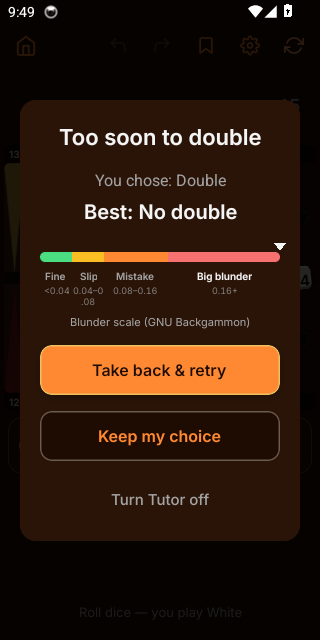 9:49
Too soon to double
You chose: Double
Best: No double
Fine Slip Mistake Big blunder
<0.04 0.04–0.08 0.08–0.16 0.16+
Blunder scale (GNU Backgammon)
Take back & retry
Keep my choice
Turn Tutor off
Roll dice — you play White